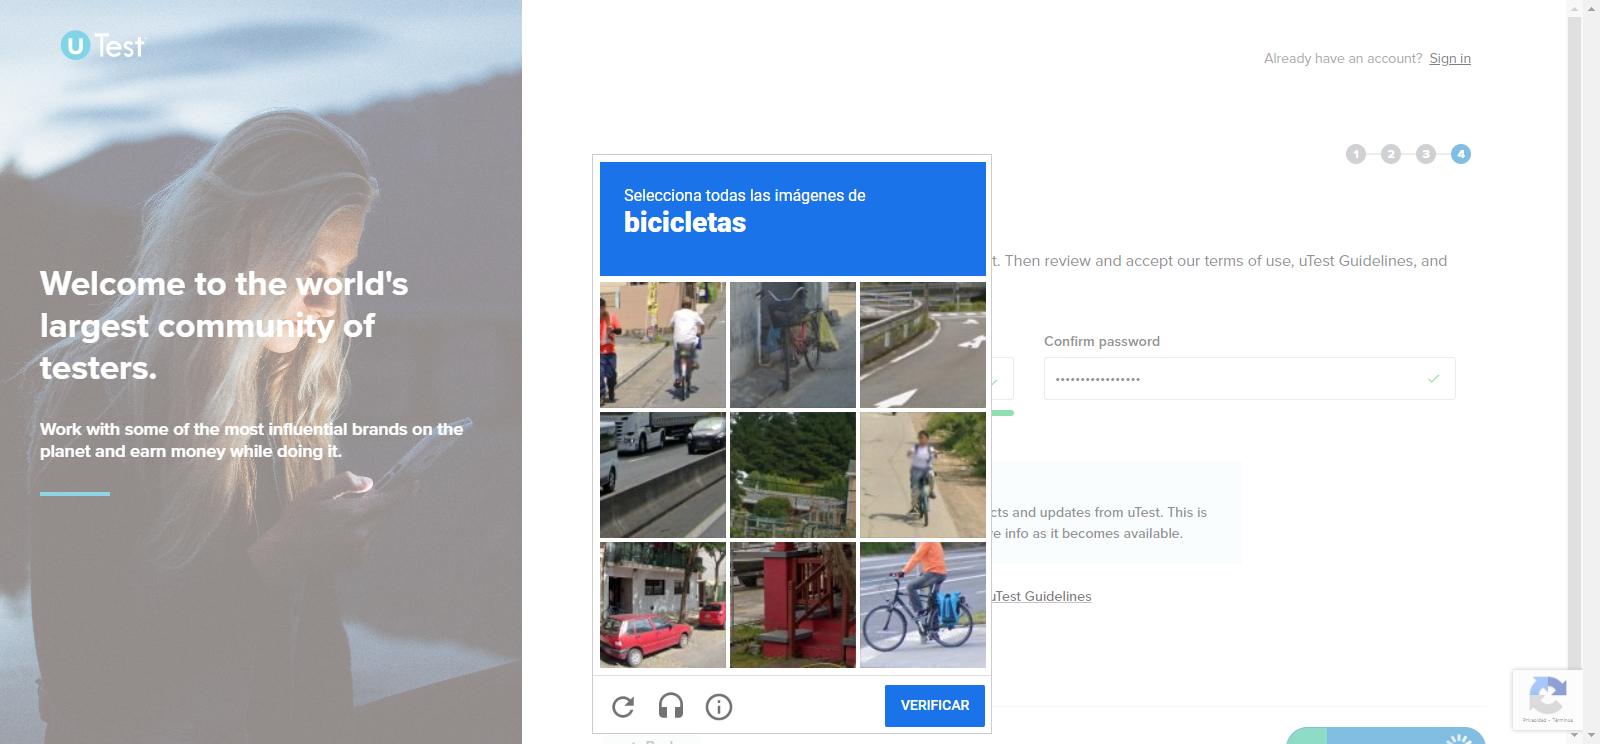 uTest
Already have an account? Sign in
1 2 3 4
Selecciona todas las imágenes de
bicicletas
t. Then review and accept our terms of use, uTest Guidelines, and
Welcome to the world's
largest community of
testers.
Confirm password
•••••••••••••••••
Work with some of the most influential brands on the
planet and earn money while doing it.
cts and updates from uTest. This is
e info as it becomes available.
uTest Guidelines
VERIFICAR
Privacidad - Términos